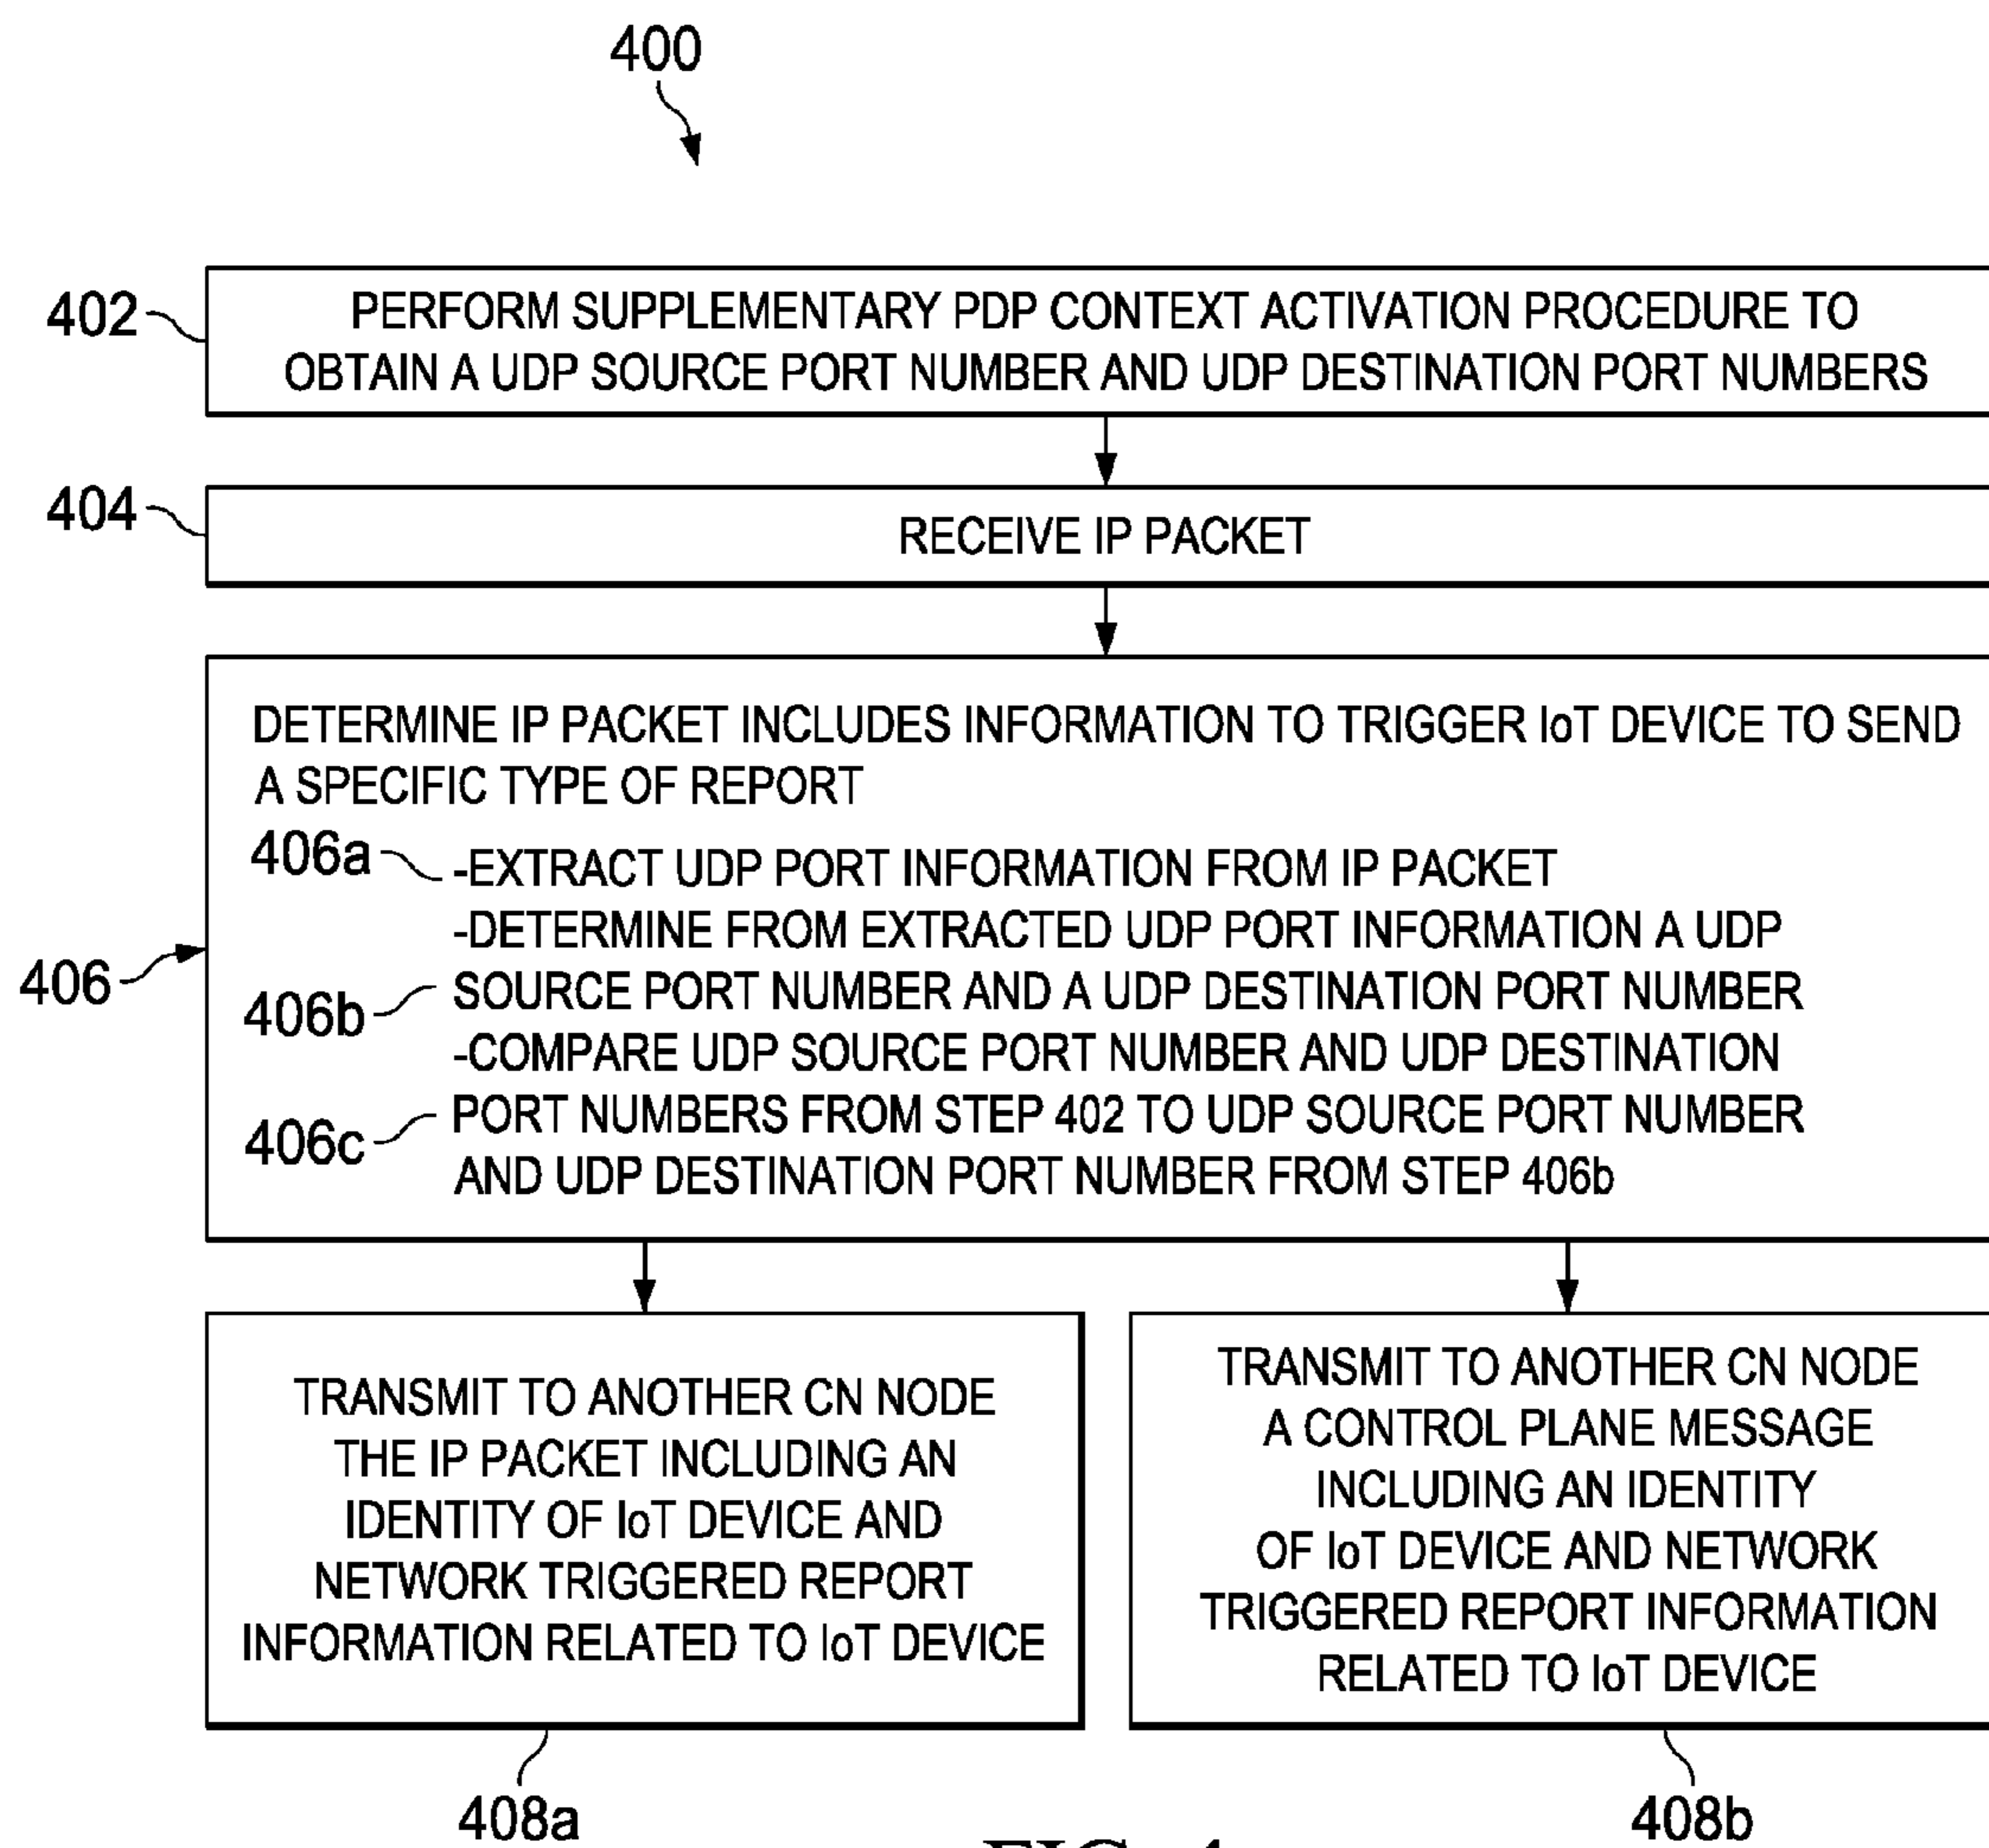 400
402
PERFORM SUPPLEMENTARY PDP CONTEXT ACTIVATION PROCEDURE TO
OBTAIN A UDP SOURCE PORT NUMBER AND UDP DESTINATION PORT NUMBERS
404
RECEIVE IP PACKET
406
DETERMINE IP PACKET INCLUDES INFORMATION TO TRIGGER IoT DEVICE TO SEND
A SPECIFIC TYPE OF REPORT
406a
-EXTRACT UDP PORT INFORMATION FROM IP PACKET
-DETERMINE FROM EXTRACTED UDP PORT INFORMATION A UDP
406b
SOURCE PORT NUMBER AND A UDP DESTINATION PORT NUMBER
-COMPARE UDP SOURCE PORT NUMBER AND UDP DESTINATION
406c
PORT NUMBERS FROM STEP 402 TO UDP SOURCE PORT NUMBER
AND UDP DESTINATION PORT NUMBER FROM STEP 406b
TRANSMIT TO ANOTHER CN NODE
THE IP PACKET INCLUDING AN
IDENTITY OF IoT DEVICE AND
NETWORK TRIGGERED REPORT
INFORMATION RELATED TO IoT DEVICE
408a
TRANSMIT TO ANOTHER CN NODE
A CONTROL PLANE MESSAGE
INCLUDING AN IDENTITY
OF IoT DEVICE AND NETWORK
TRIGGERED REPORT INFORMATION
RELATED TO IoT DEVICE
408b
FIG. 4